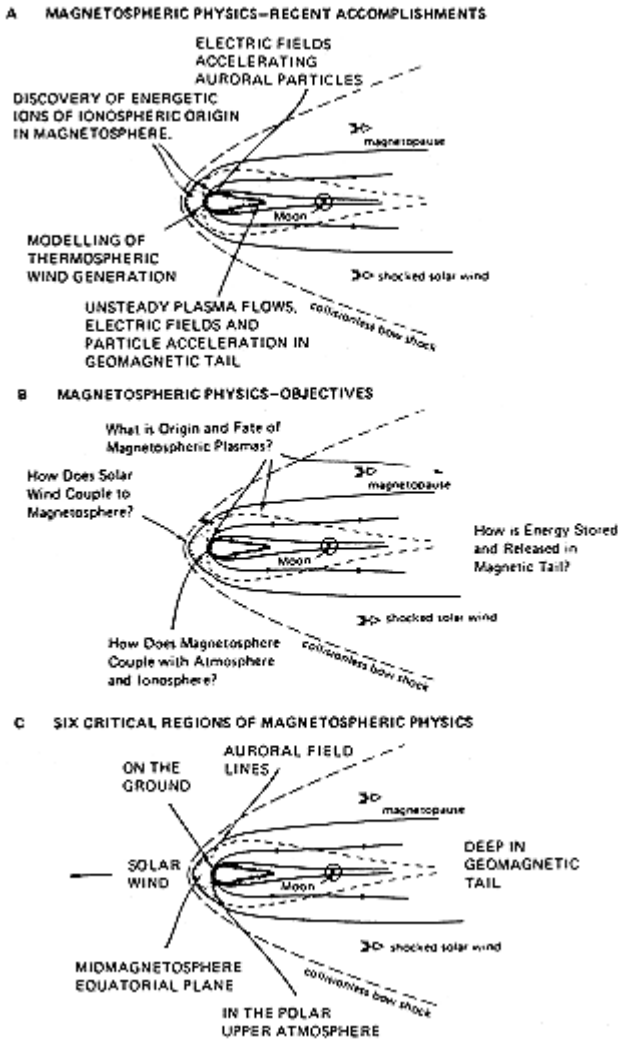 A MAGNETOSPHERIC PHYSICS—RECENT ACCOMPLISHMENTS
ELECTRIC FIELDS
ACCELERATING
AURORAL PARTICLES
DISCOVERY OF ENERGETIC
IONS OF IONOSPHERIC ORIGIN
IN MAGNETOSPHERE.
magnetopause
Moon
MODELLING OF
THERMOSPHERIC
WIND GENERATION
shocked solar wind
UNSTEADY PLASMA FLOWS,
ELECTRIC FIELDS AND
PARTICLE ACCELERATION IN
GEOMAGNETIC TAIL
collisionless bow shock
B MAGNETOSPHERIC PHYSICS—OBJECTIVES
What is Origin and Fate of
Magnetospheric Plasmas?
How Does Solar
Wind Couple to
Magnetosphere?
magnetopause
How is Energy Stored
and Released in
Magnetic Tail?
Moon
shocked solar wind
How Does Magnetosphere
Couple with Atmosphere
and Ionosphere?
collisionless bow shock
C SIX CRITICAL REGIONS OF MAGNETOSPHERIC PHYSICS
AURORAL FIELD
LINES
ON THE
GROUND
magnetopause
SOLAR
WIND
Moon
DEEP IN
GEOMAGNETIC
TAIL
shocked solar wind
MIDMAGNETOSPHERE
EQUATORIAL PLANE
collisionless bow shock
IN THE POLAR
UPPER ATMOSPHERE